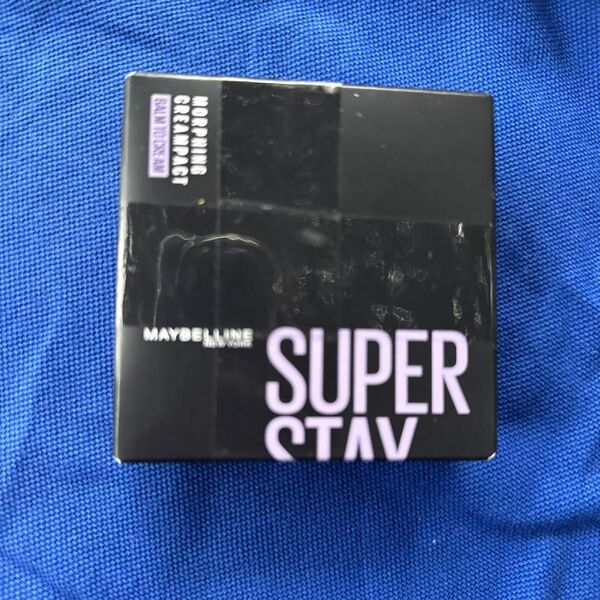 MORPHING
CREAMPACT
BALM TO CREAM
MAYBELLINE
NEW YORK
SUPER
STAY